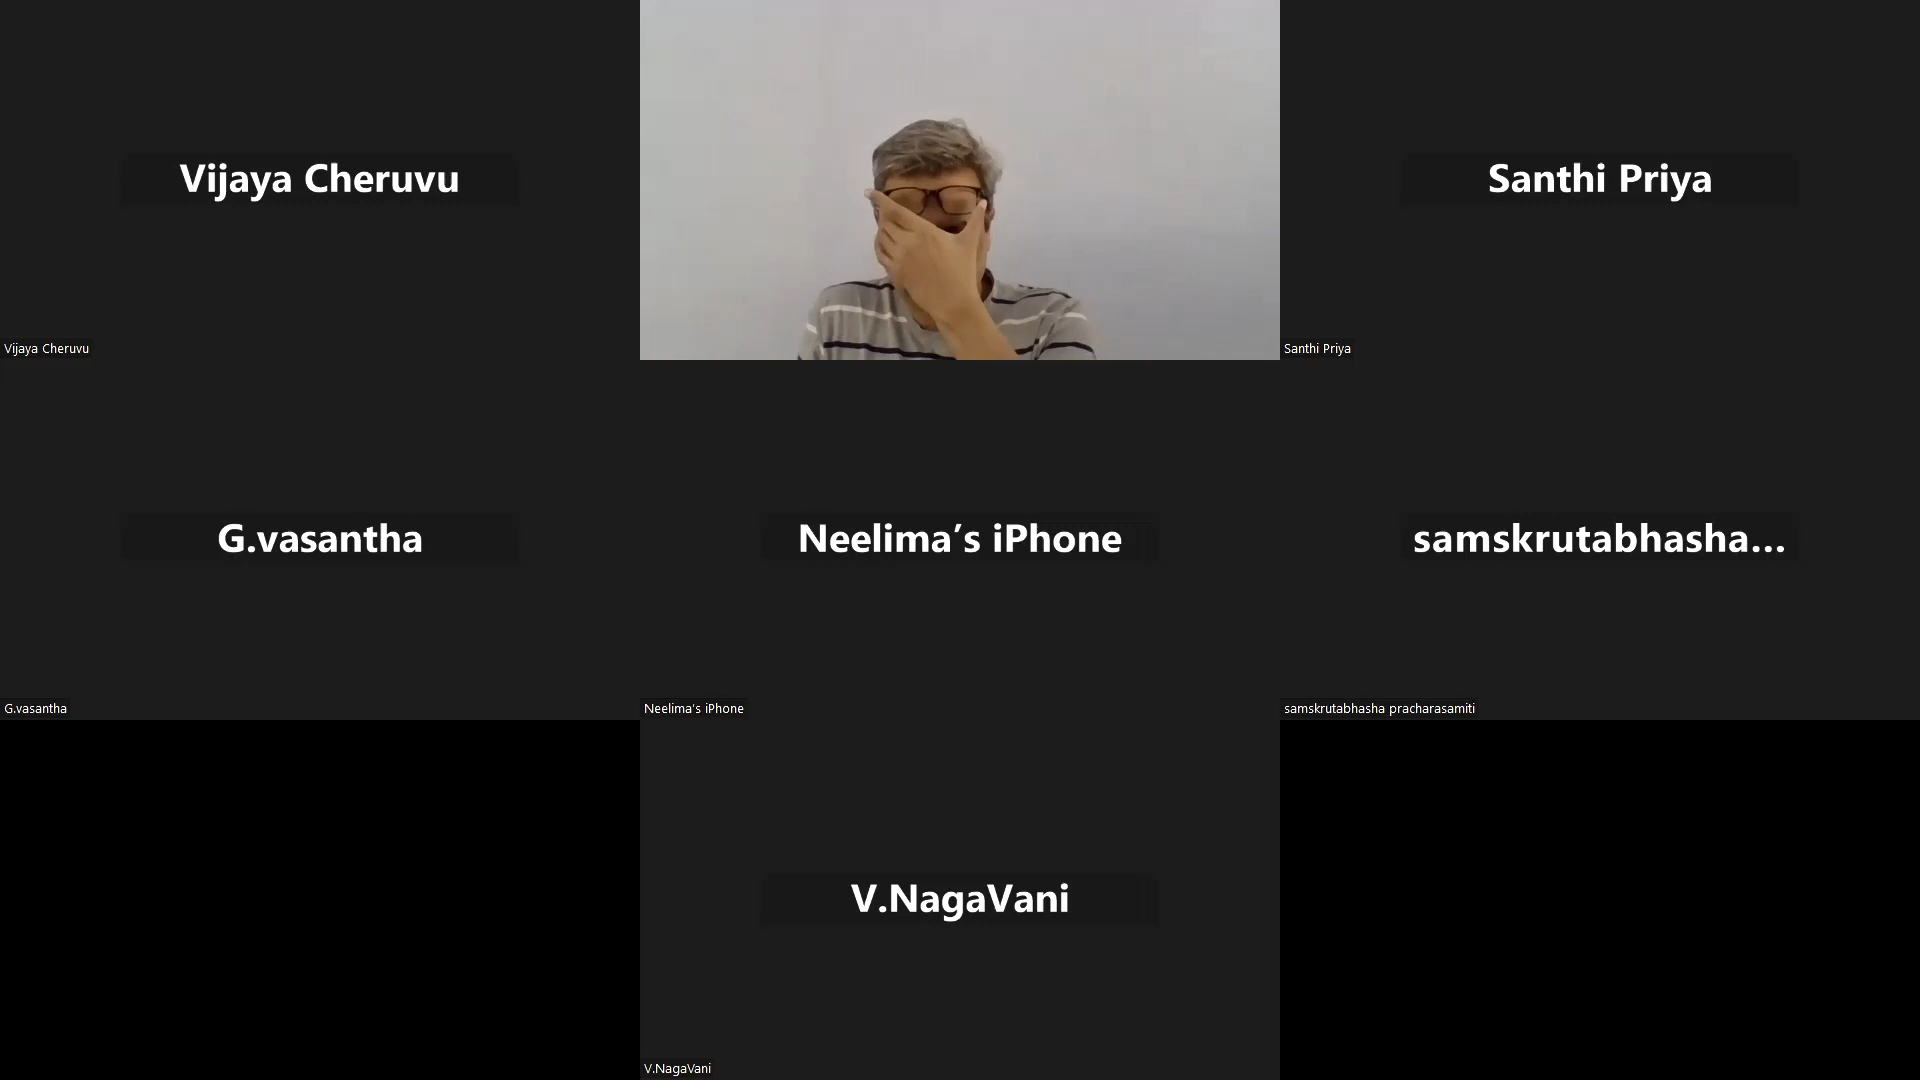 Vijaya Cheruvu
Santhi Priya
Vijaya Cheruvu
Santhi Priya
G.vasantha
Neelima’s iPhone
samskrutabhasha...
G.vasantha
Neelima's iPhone
samskrutabhasha pracharasamiti
V.NagaVani
V.NagaVani